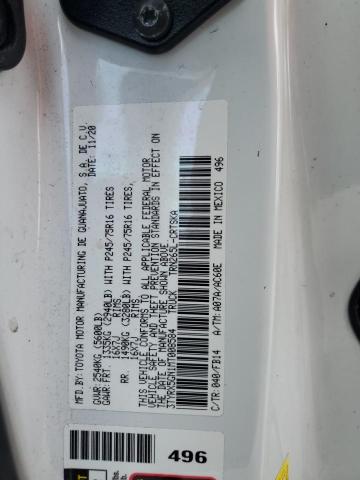 MFD. BY: TOYOTA MOTOR MANUFACTURING DE GUANAJUATO, S.A. DE C.V.
DATE: 11/20
GVWR: 2540KG (5600LB)
GAWR: FRT. 1335KG (2940LB) WITH P245/75R16 TIRES
16X7J RIMS
RR. 1490KG (3280LB) WITH P245/75R16 TIRES,
16X7J RIMS
THIS VEHICLE CONFORMS TO ALL APPLICABLE FEDERAL MOTOR
VEHICLE SAFETY AND THEFT PREVENTION STANDARDS IN EFFECT
ON THE DATE OF MANUFACTURE SHOWN ABOVE.
3TYRX5GN1MT008584 TRUCK TRN265L-CRTSKA
C/TR: 040/FB14 A/TM: A07A/AC60E MADE IN MEXICO 496
496